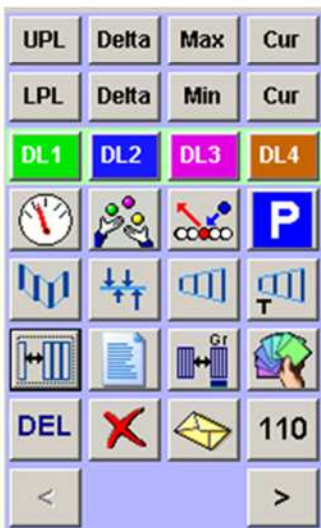 UPL Delta Max Cur
LPL Delta Min Cur
DL1 DL2 DL3 DL4
P
T
Gr
DEL 110
< >